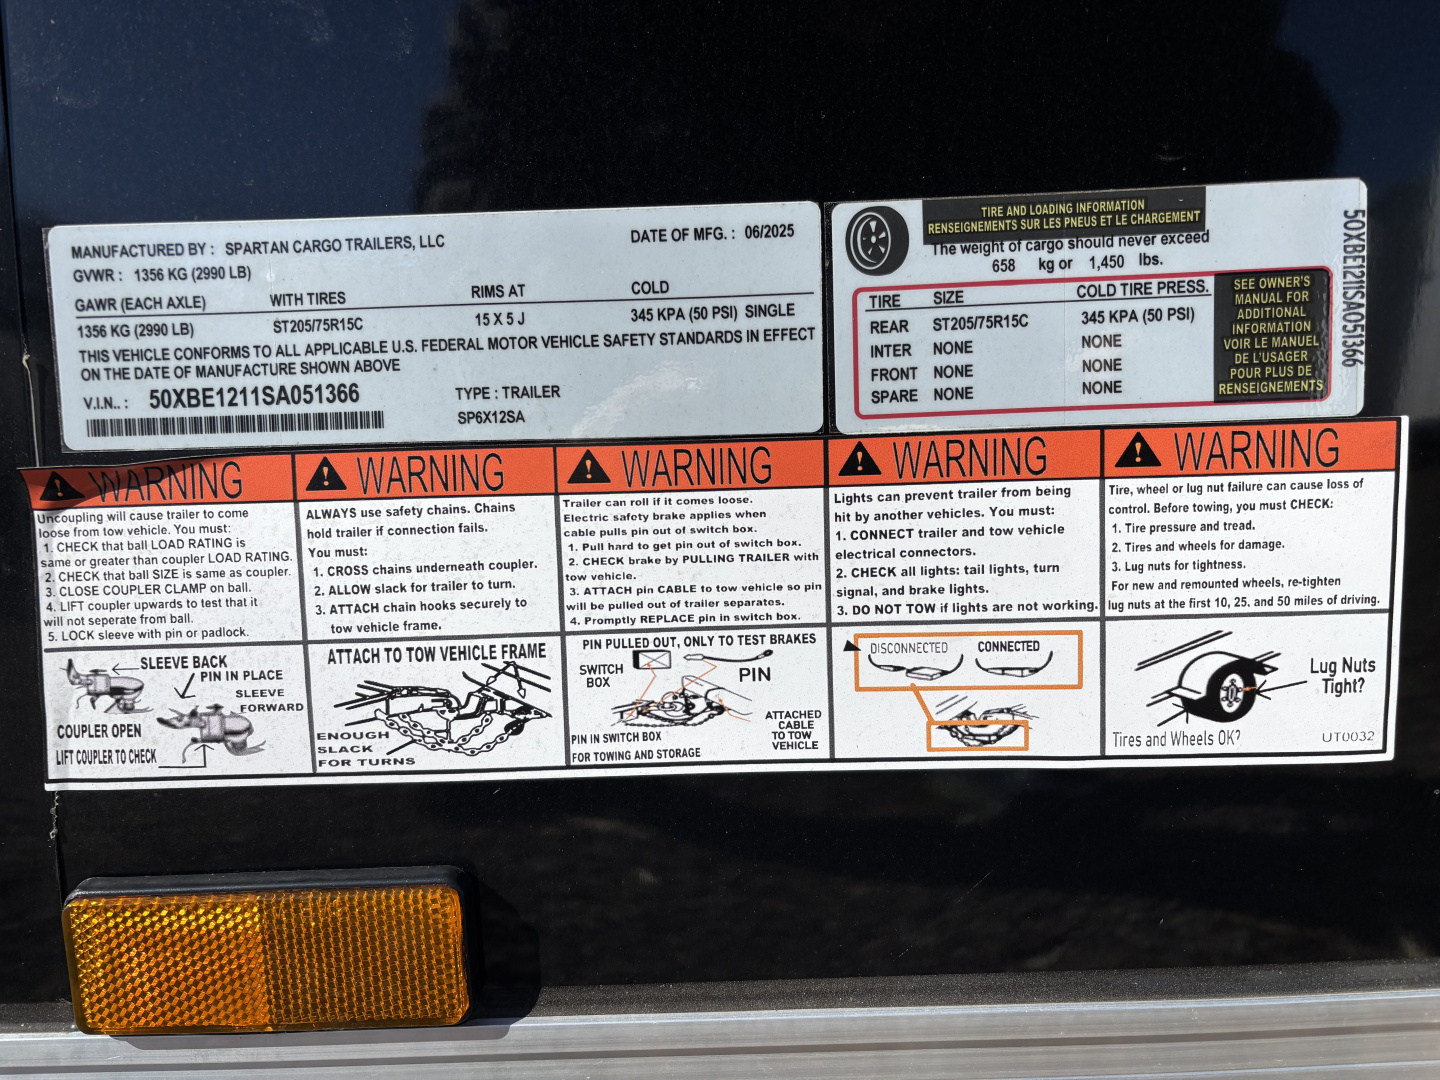 MANUFACTURED BY : SPARTAN CARGO TRAILERS, LLC DATE OF MFG. : 06/2025
GVWR : 1356 KG (2990 LB)
GAWR (EACH AXLE) WITH TIRES RIMS AT COLD
1356 KG (2990 LB) ST205/75R15C 15 X 5 J 345 KPA (50 PSI) SINGLE
THIS VEHICLE CONFORMS TO ALL APPLICABLE U.S. FEDERAL MOTOR VEHICLE SAFETY STANDARDS IN EFFECT
ON THE DATE OF MANUFACTURE SHOWN ABOVE
V.I.N.. : 50XBE1211SA051366 TYPE : TRAILER
SP6X12SA
TIRE AND LOADING INFORMATION
RENSEIGNEMENTS SUR LES PNEUS ET LE CHARGEMENT
The weight of cargo should never exceed
658 kg or 1,450 lbs.
TIRE SIZE COLD TIRE PRESS.
REAR ST205/75R15C 345 KPA (50 PSI)
INTER NONE NONE
FRONT NONE NONE
SPARE NONE NONE
SEE OWNER'S
MANUAL FOR
ADDITIONAL
INFORMATION
VOIR LE MANUEL
DE L'USAGER
POUR PLUS DE
RENSEIGNEMENTS
50XBE1211SA051366
WARNING
Uncoupling will cause trailer to come
loose from tow vehicle. You must:
1. CHECK that ball LOAD RATING is
same or greater than coupler LOAD RATING.
2. CHECK that ball SIZE is same as coupler.
3. CLOSE COUPLER CLAMP on ball.
4. LIFT coupler upwards to test that it
will not seperate from ball.
5. LOCK sleeve with pin or padlock.
SLEEVE BACK
PIN IN PLACE
SLEEVE
FORWARD
COUPLER OPEN
LIFT COUPLER TO CHECK
WARNING
ALWAYS use safety chains. Chains
hold trailer if connection fails.
You must:
1. CROSS chains underneath coupler.
2. ALLOW slack for trailer to turn.
3. ATTACH chain hooks securely to
tow vehicle frame.
ATTACH TO TOW VEHICLE FRAME
ENOUGH
SLACK
FOR TURNS
WARNING
Trailer can roll if it comes loose.
Electric safety brake applies when
cable pulls pin out of switch box.
1. Pull hard to get pin out of switch box.
2. CHECK brake by PULLING TRAILER with
tow vehicle.
3. ATTACH pin CABLE to tow vehicle so pin
will be pulled out of trailer separates.
4. Promptly REPLACE pin in switch box.
PIN PULLED OUT, ONLY TO TEST BRAKES
SWITCH
BOX
PIN
ATTACHED
CABLE
TO TOW
VEHICLE
PIN IN SWITCH BOX
FOR TOWING AND STORAGE
WARNING
Lights can prevent trailer from being
hit by another vehicles. You must:
1. CONNECT trailer and tow vehicle
electrical connectors.
2. CHECK all lights: tail lights, turn
signal, and brake lights.
3. DO NOT TOW if lights are not working.
DISCONNECTED CONNECTED
WARNING
Tire, wheel or lug nut failure can cause loss of
control. Before towing, you must CHECK:
1. Tire pressure and tread.
2. Tires and wheels for damage.
3. Lug nuts for tightness.
For new and remounted wheels, re-tighten
lug nuts at the first 10, 25, and 50 miles of driving.
Lug Nuts
Tight?
Tires and Wheels OK?
UT0032